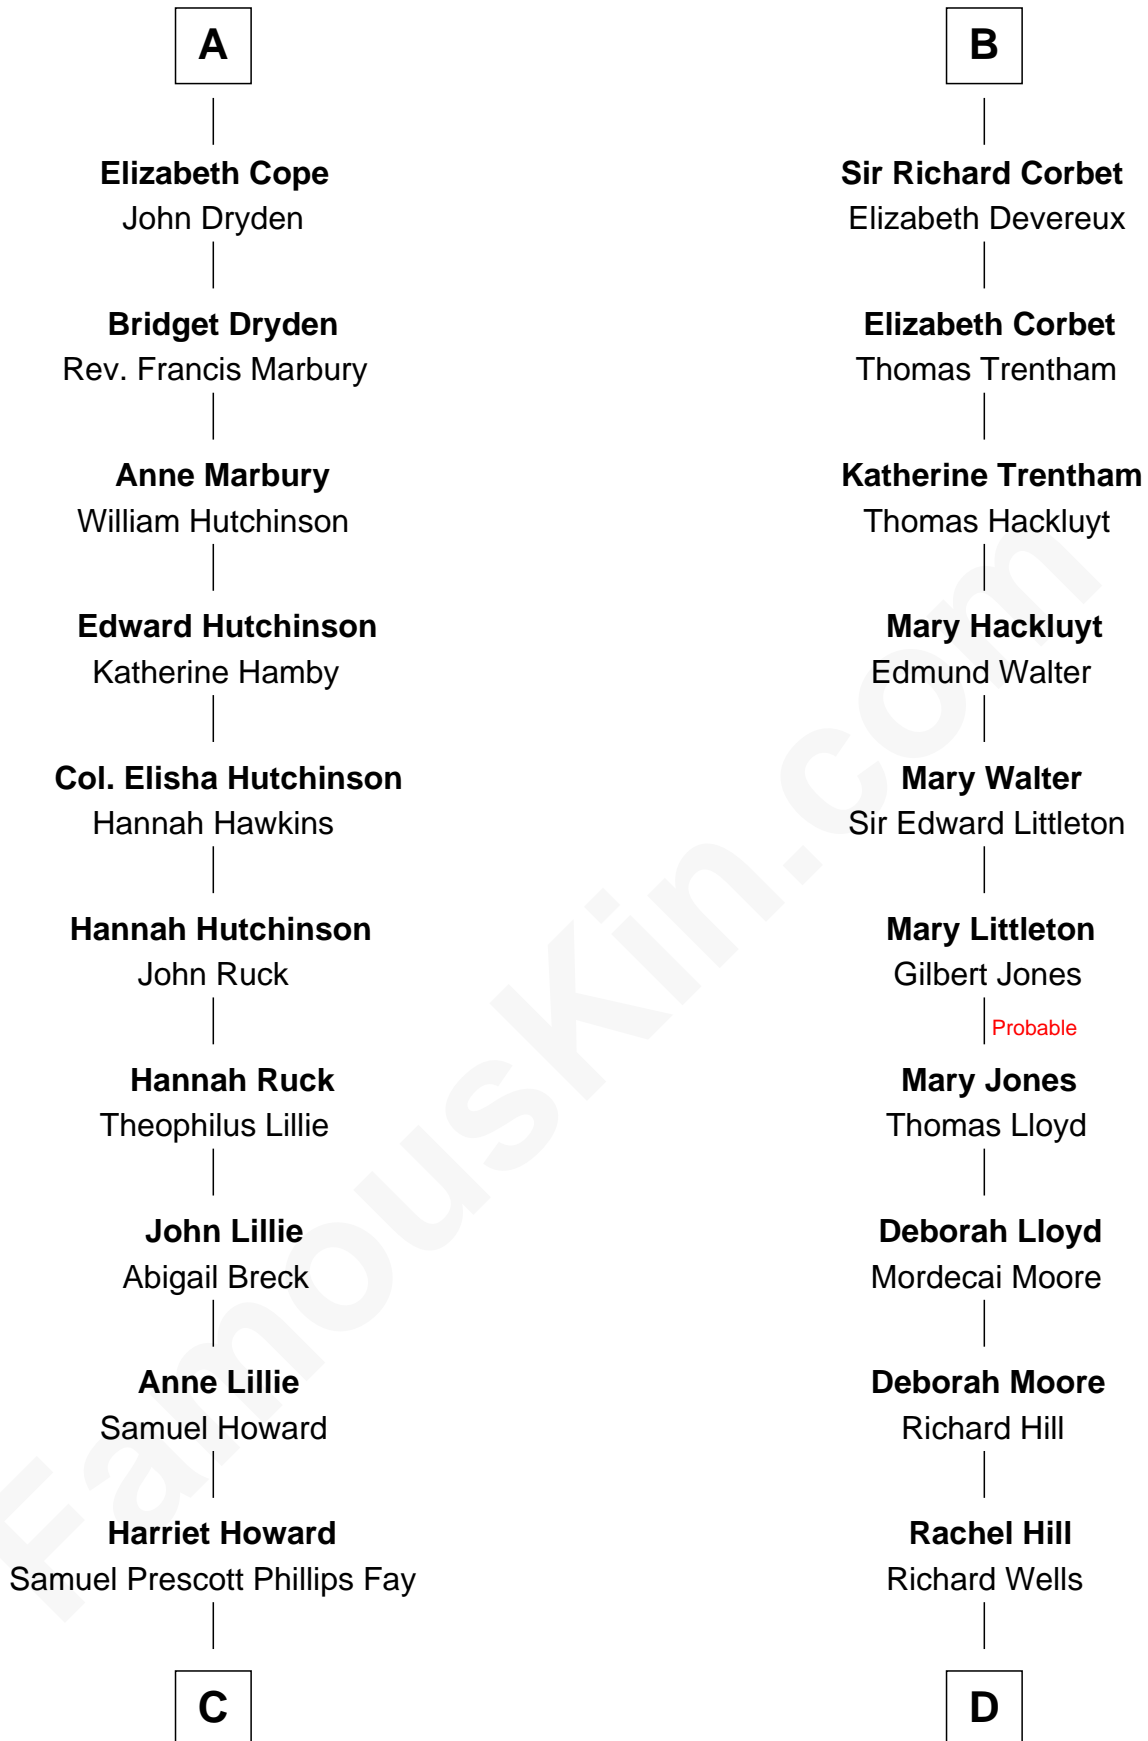 A
Elizabeth Cope
John Dryden
Bridget Dryden
Rev. Francis Marbury
Anne Marbury
William Hutchinson
Edward Hutchinson
Katherine Hamby
Col. Elisha Hutchinson
Hannah Hawkins
Hannah Hutchinson
John Ruck
Hannah Ruck
Theophilus Lillie
John Lillie
Abigail Breck
Anne Lillie
Samuel Howard
Harriet Howard
Samuel Prescott Phillips Fay
C
B
Sir Richard Corbet
Elizabeth Devereux
Elizabeth Corbet
Thomas Trentham
Katherine Trentham
Thomas Hackluyt
Mary Hackluyt
Edmund Walter
Mary Walter
Sir Edward Littleton
Mary Littleton
Gilbert Jones
Probable
Mary Jones
Thomas Lloyd
Deborah Lloyd
Mordecai Moore
Deborah Moore
Richard Hill
Rachel Hill
Richard Wells
D
FamousKin.com